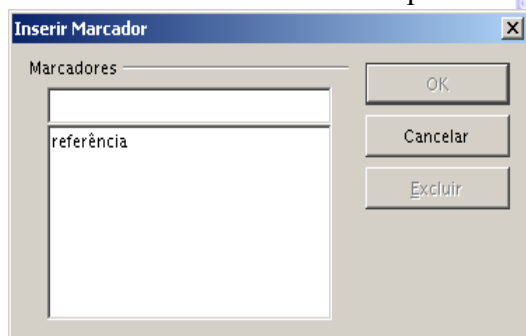 Inserir Marcador
Marcadores
OK
referência
Cancelar
Excluir